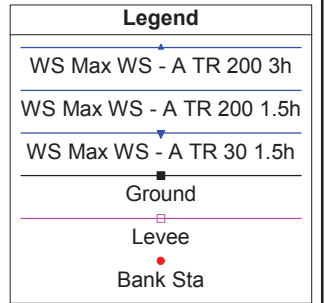 Legend
WS Max WS - A TR 200 3h
WS Max WS - A TR 200 1.5h
WS Max WS - A TR 30 1.5h
Ground
Levee
Bank Sta